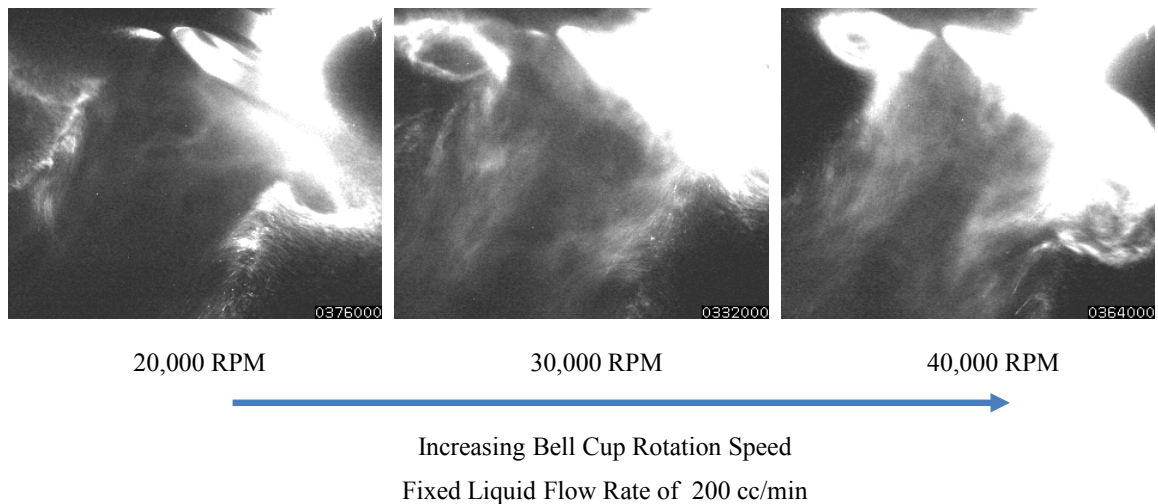 0376000
0332000
0364000
20,000 RPM
30,000 RPM
40,000 RPM
Increasing Bell Cup Rotation Speed
Fixed Liquid Flow Rate of 200 cc/min